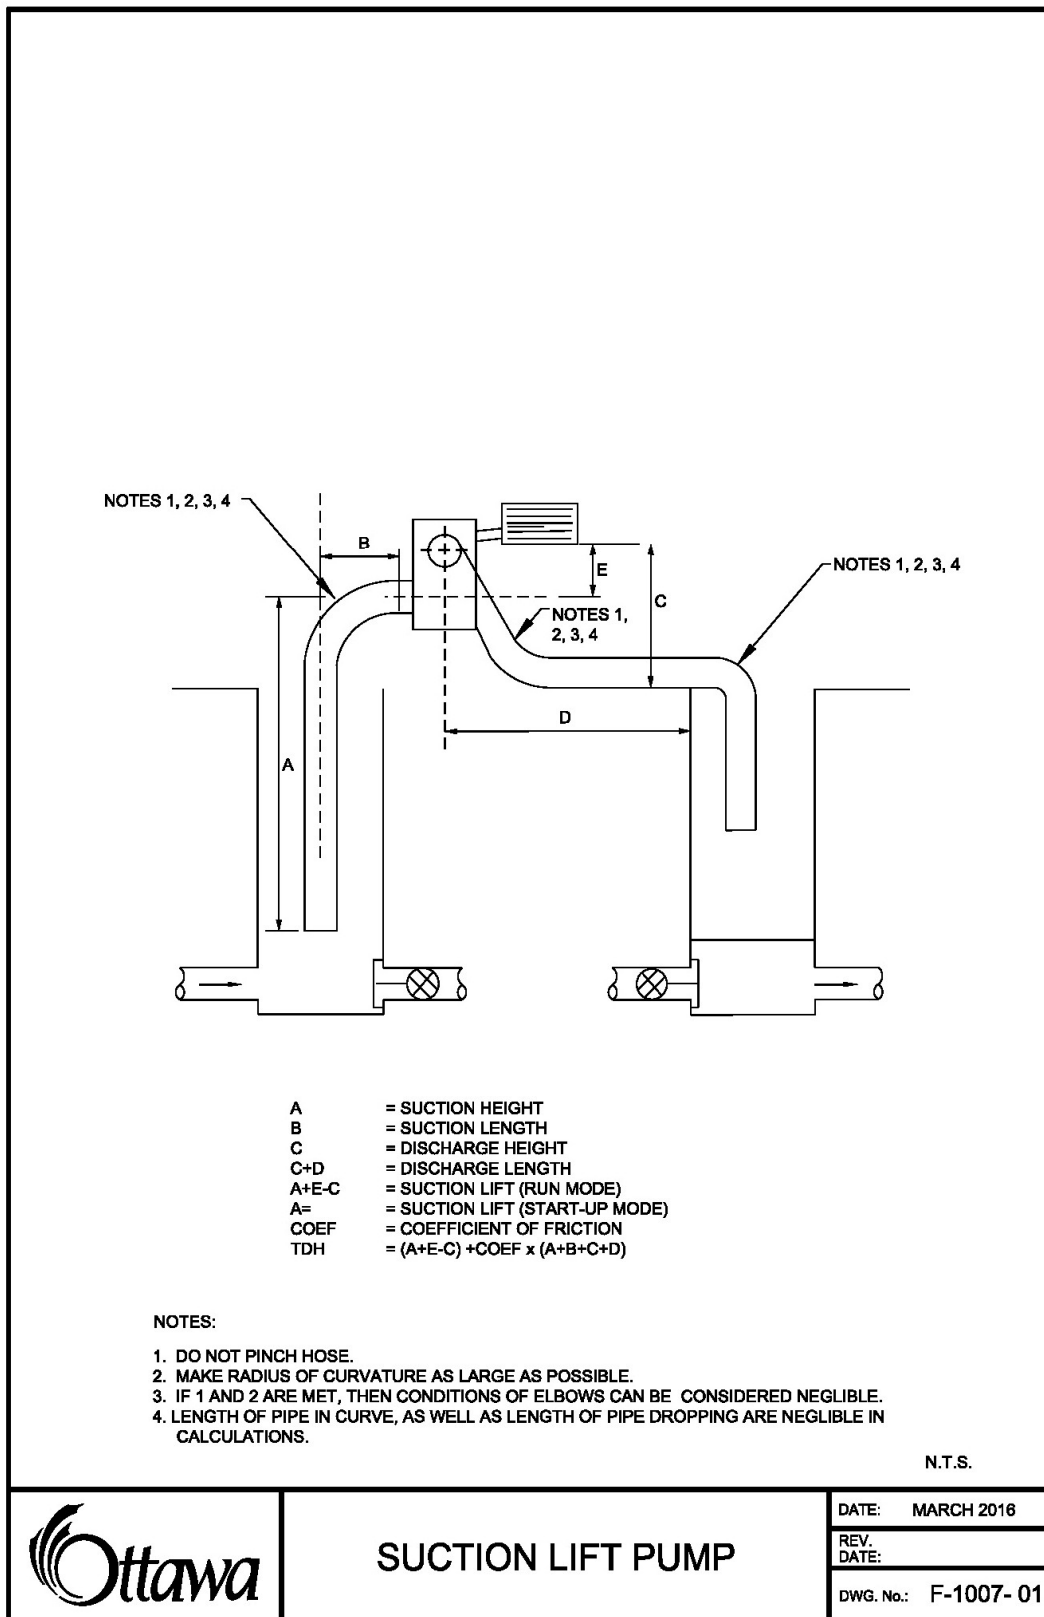 NOTES 1, 2, 3, 4
B
E
C
NOTES 1, 2, 3, 4
NOTES 1,
2, 3, 4
D
A
A = SUCTION HEIGHT
B = SUCTION LENGTH
C = DISCHARGE HEIGHT
C+D = DISCHARGE LENGTH
A+E-C = SUCTION LIFT (RUN MODE)
A= = SUCTION LIFT (START-UP MODE)
COEF = COEFFICIENT OF FRICTION
TDH = (A+E-C) +COEF x (A+B+C+D)
NOTES:
1. DO NOT PINCH HOSE.
2. MAKE RADIUS OF CURVATURE AS LARGE AS POSSIBLE.
3. IF 1 AND 2 ARE MET, THEN CONDITIONS OF ELBOWS CAN BE CONSIDERED NEGLIBLE.
4. LENGTH OF PIPE IN CURVE, AS WELL AS LENGTH OF PIPE DROPPING ARE NEGLIBLE IN
CALCULATIONS.
N.T.S.
Ottawa
SUCTION LIFT PUMP
DATE: MARCH 2016
REV.
DATE:
DWG. No.: F-1007- 01